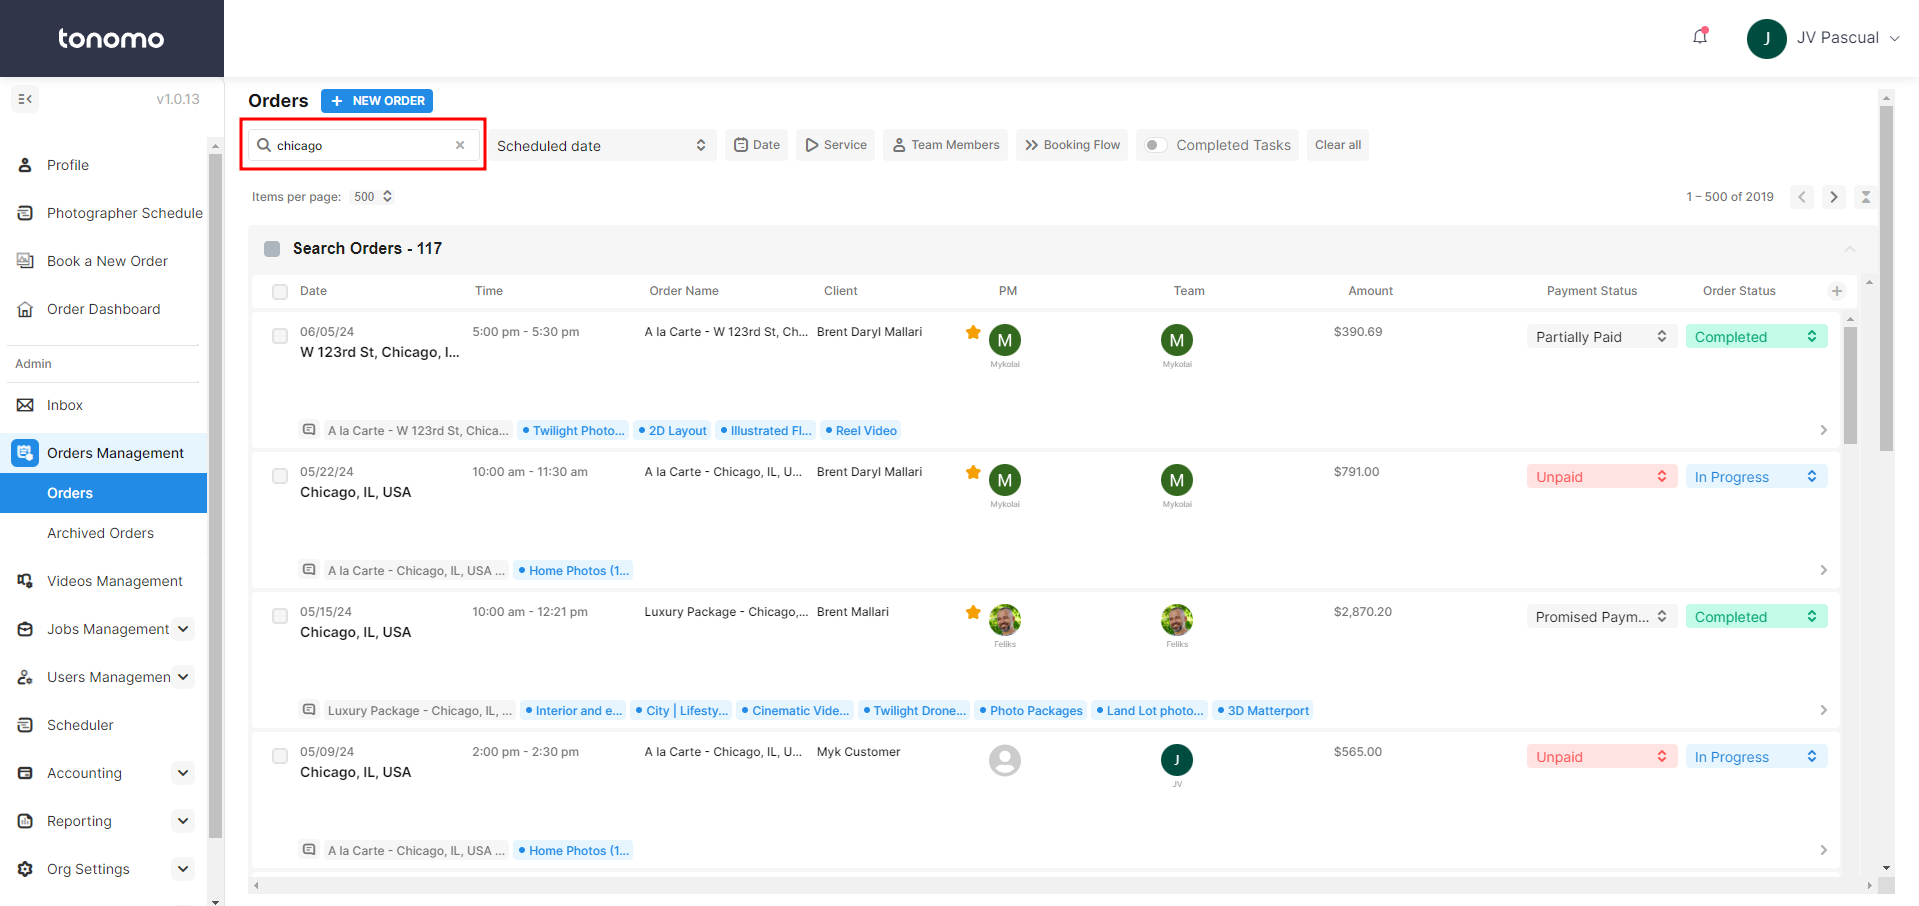 tonomo
J
JV Pascual
v1.0.13
Profile
Photographer Schedule
Book a New Order
Order Dashboard
Admin
Inbox
Orders Management
Orders
Archived Orders
Videos Management
Jobs Management
Users Managemen
Scheduler
Accounting
Reporting
Org Settings
Orders
+ NEW ORDER
chicago
Scheduled date
Date
Service
Team Members
Booking Flow
Completed Tasks
Clear all
Items per page: 500
1 – 500 of 2019
Search Orders - 117
Date Time Order Name Client PM Team Amount Payment Status Order Status
06/05/24 5:00 pm - 5:30 pm A la Carte - W 123rd St, Ch... Brent Daryl Mallari M M $390.69 Partially Paid Completed
W 123rd St, Chicago, I...
Mykolai Mykolai
A la Carte - W 123rd St, Chica... Twilight Photo... 2D Layout Illustrated Fl... Reel Video
05/22/24 10:00 am - 11:30 am A la Carte - Chicago, IL, U... Brent Daryl Mallari M M $791.00 Unpaid In Progress
Chicago, IL, USA
Mykolai Mykolai
A la Carte - Chicago, IL, USA ... Home Photos (1...
05/15/24 10:00 am - 12:21 pm Luxury Package - Chicago,... Brent Mallari $2,870.20 Promised Paym... Completed
Chicago, IL, USA
Feliks Feliks
Luxury Package - Chicago, IL, ... Interior and e... City | Lifesty... Cinematic Vide... Twilight Drone... Photo Packages Land Lot photo... 3D Matterport
05/09/24 2:00 pm - 2:30 pm A la Carte - Chicago, IL, U... Myk Customer J $565.00 Unpaid In Progress
Chicago, IL, USA
JV
A la Carte - Chicago, IL, USA ... Home Photos (1...